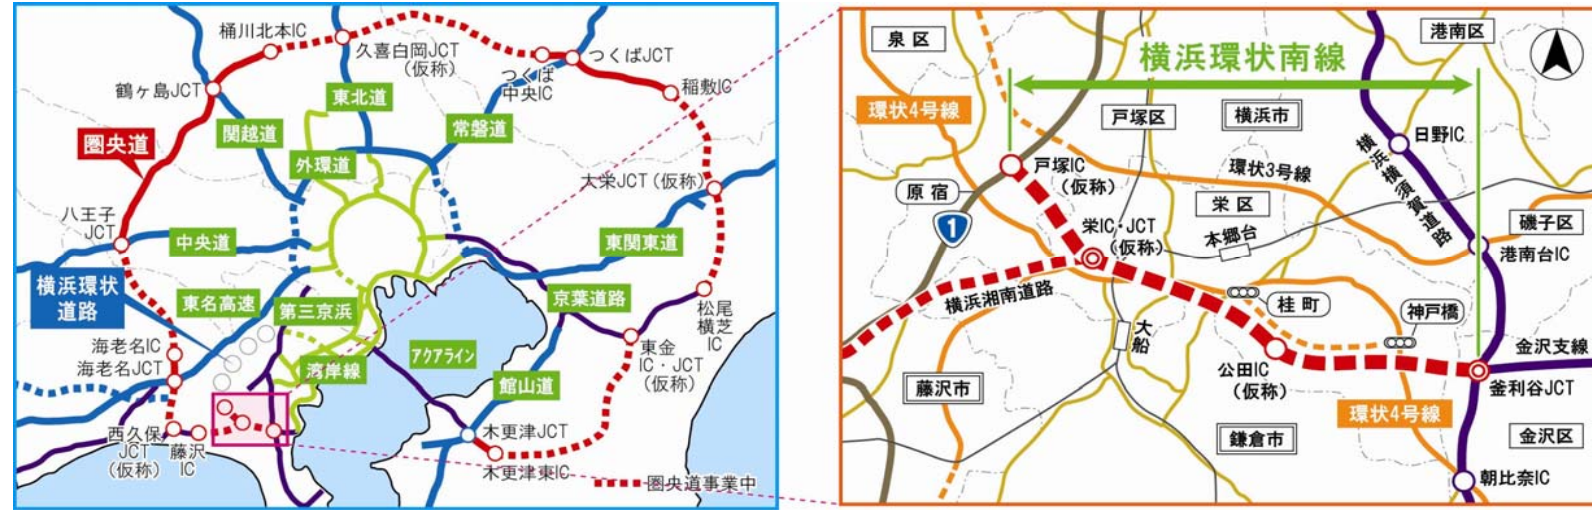 桶川北本IC
久喜白岡JCT
(仮称)
つくば
中央IC
つくばJCT
稲敷IC
鶴ヶ島JCT
東北道
関越道
常磐道
圏央道
外環道
大栄JCT(仮称)
八王子
JCT
中央道
東関東道
横浜環状
道路
東名高速
第三京浜
京葉道路
松尾
横芝
IC
海老名IC
海老名JCT
湾岸線
アクアライン
館山道
東金
IC・JCT
(仮称)
西久保
JCT
(仮称)
藤沢
IC
木更津JCT
木更津東IC
圏央道事業中
泉区
港南区
横浜環状南線
環状4号線
戸塚区
横浜市
日野IC
戸塚IC
(仮称)
環状3号線
横浜横須賀道路
原宿
1
栄区
磯子区
栄IC・JCT
(仮称)
本郷台
港南台IC
横浜湘南道路
桂町
神戸橋
大船
金沢支線
公田IC
(仮称)
釜利谷JCT
藤沢市
環状4号線
鎌倉市
金沢区
朝比奈IC